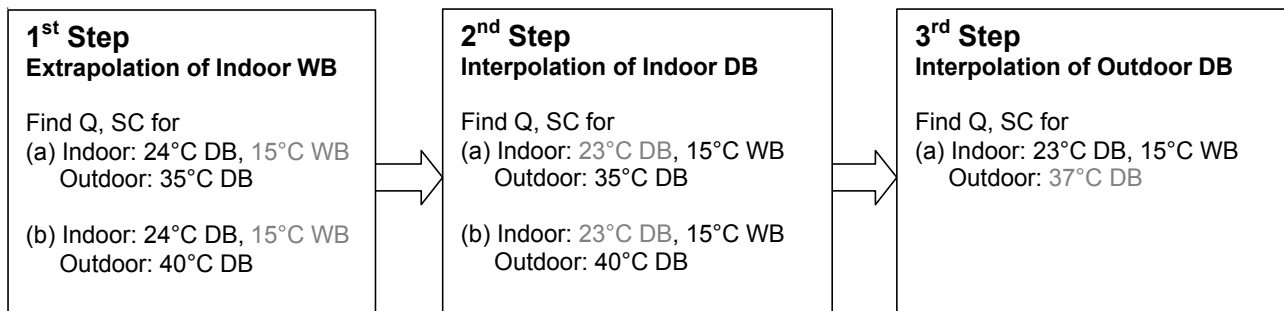 1st Step
Extrapolation of Indoor WB
Find Q, SC for
(a) Indoor: 24°C DB, 15°C WB
Outdoor: 35°C DB
(b) Indoor: 24°C DB, 15°C WB
Outdoor: 40°C DB
2nd Step
Interpolation of Indoor DB
Find Q, SC for
(a) Indoor: 23°C DB, 15°C WB
Outdoor: 35°C DB
(b) Indoor: 23°C DB, 15°C WB
Outdoor: 40°C DB
3rd Step
Interpolation of Outdoor DB
Find Q, SC for
(a) Indoor: 23°C DB, 15°C WB
Outdoor: 37°C DB